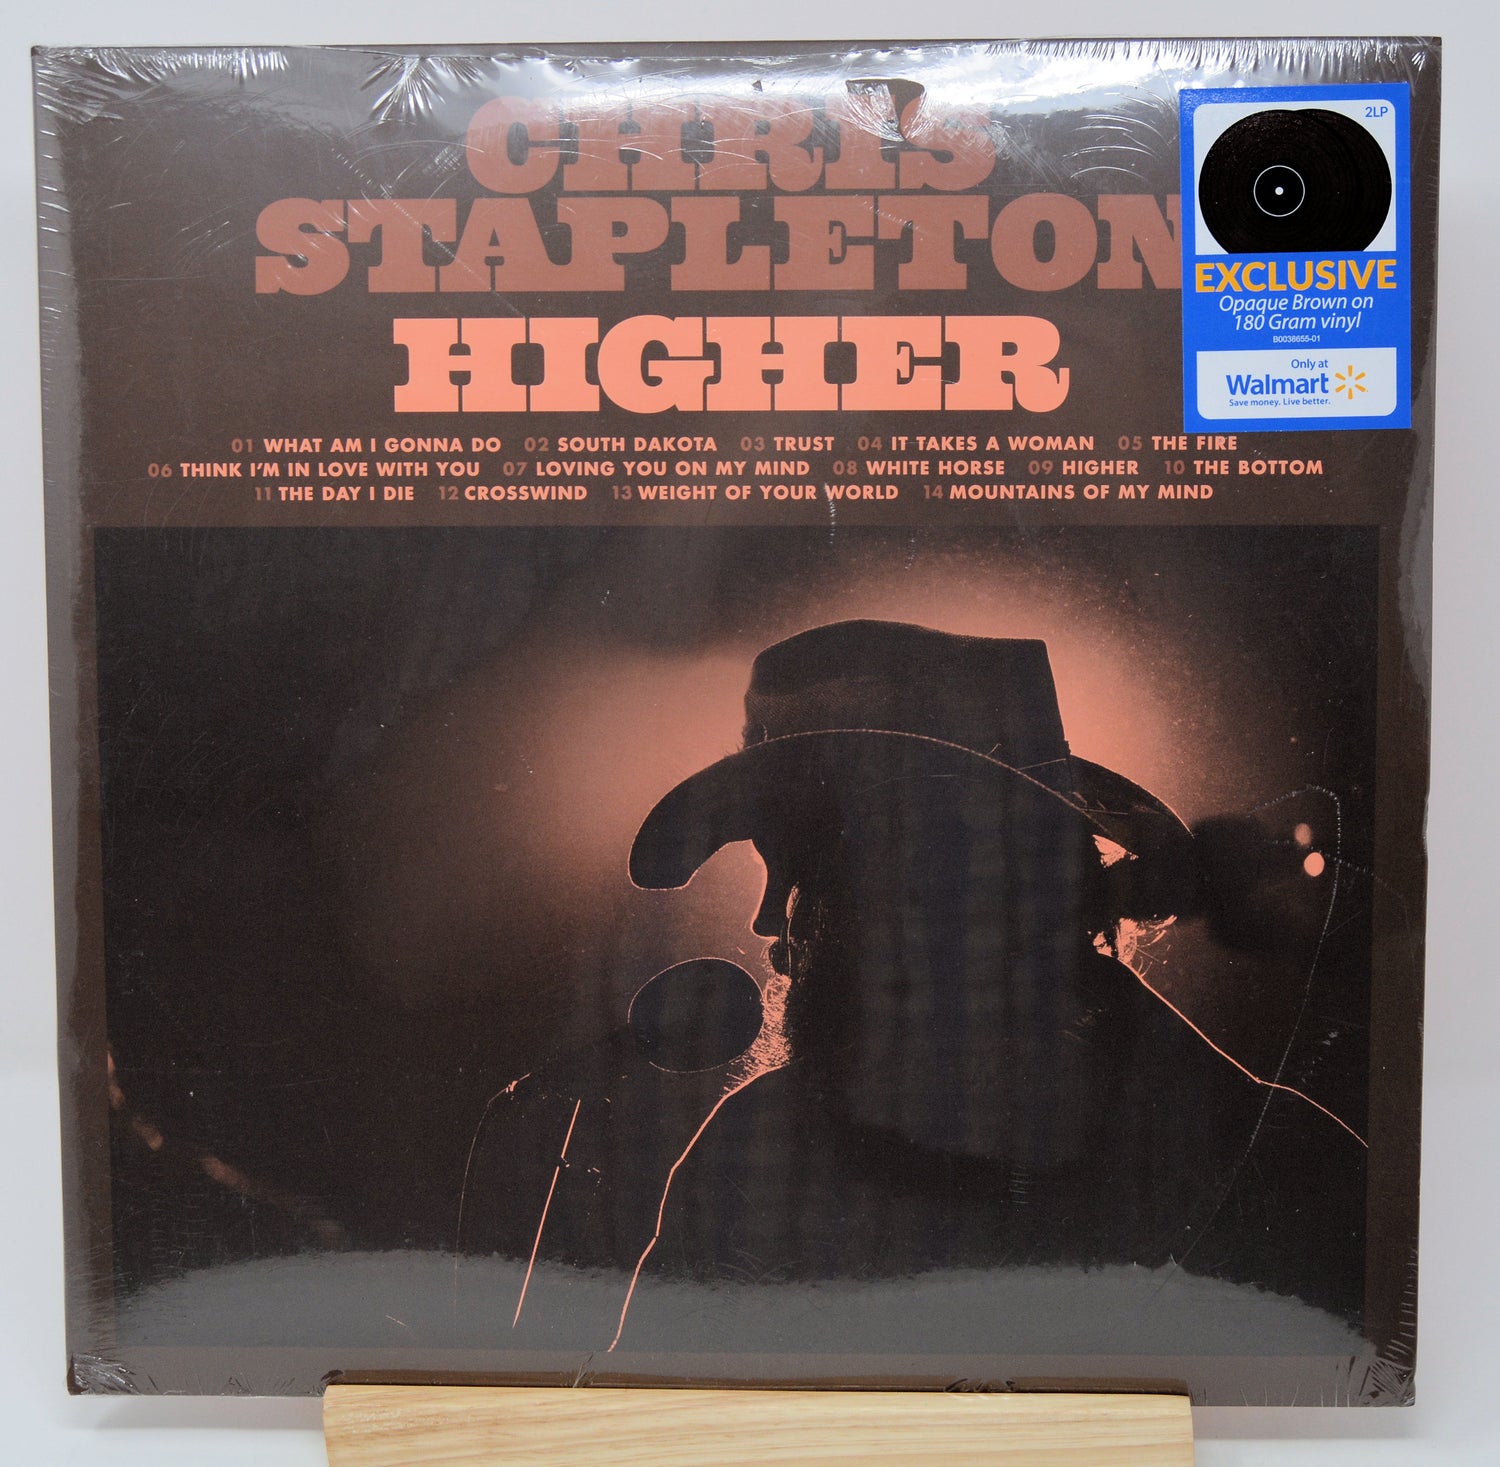 CHRIS
STAPLETON
HIGHER
01 WHAT AM I GONNA DO 02 SOUTH DAKOTA 03 TRUST 04 IT TAKES A WOMAN 05 THE FIRE
06 THINK I'M IN LOVE WITH YOU 07 LOVING YOU ON MY MIND 08 WHITE HORSE 09 HIGHER 10 THE BOTTOM
11 THE DAY I DIE 12 CROSSWIND 13 WEIGHT OF YOUR WORLD 14 MOUNTAINS OF MY MIND
2LP
EXCLUSIVE
Opaque Brown on
180 Gram vinyl
B0038655-01
Only at
Walmart
Save money. Live better.